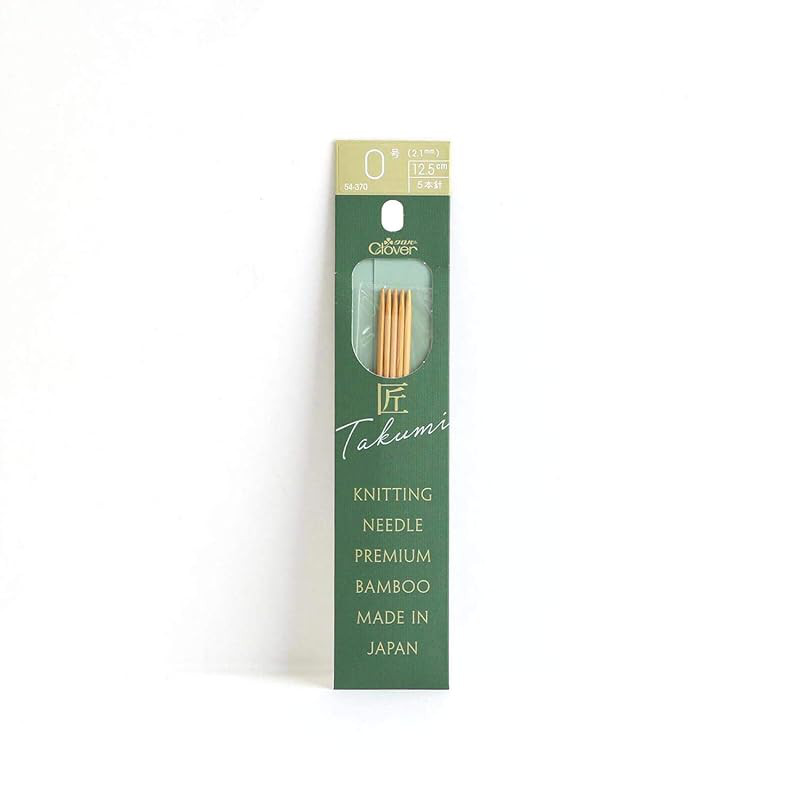 0号 (2.1mm)
12.5cm
54-370
5本針
クロバー
Clover
匠
Takumi
KNITTING
NEEDLE
PREMIUM
BAMBOO
MADE IN
JAPAN